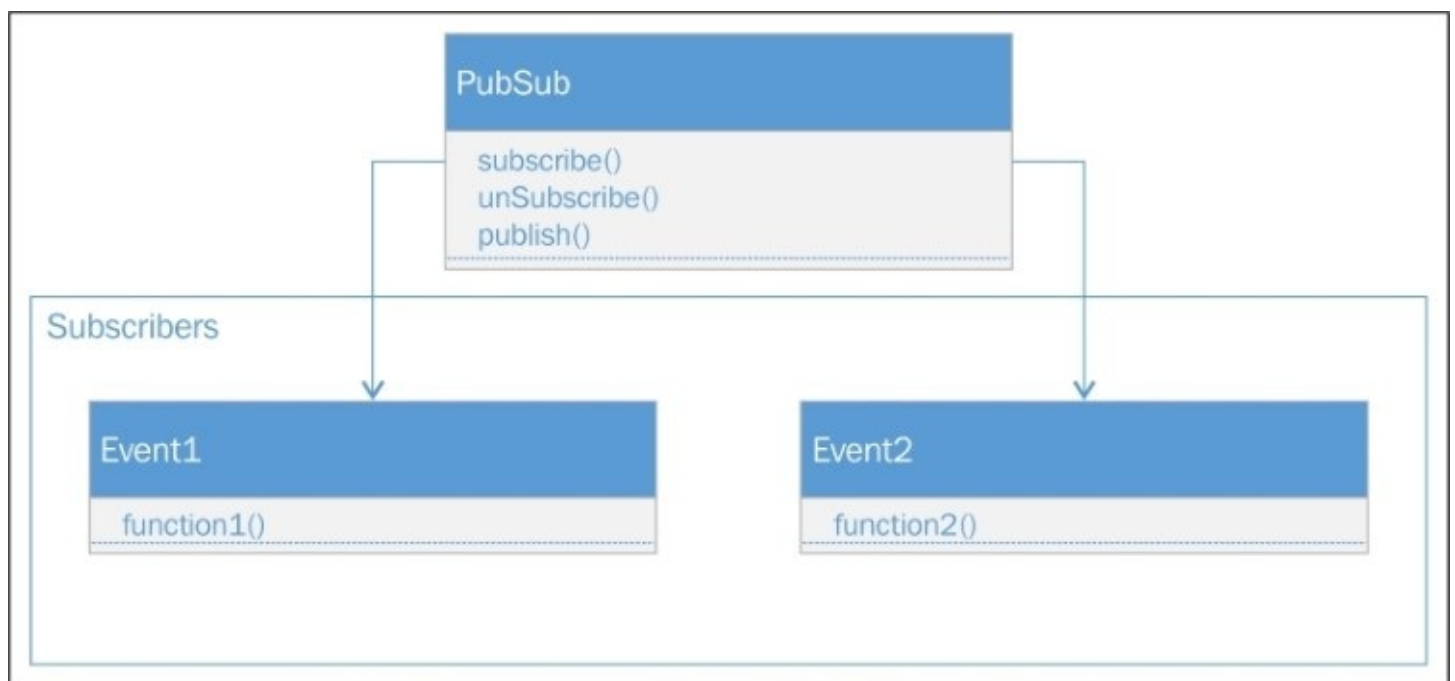 PubSub
subscribe()
unSubscribe()
publish()
Subscribers
Event1
function1()
Event2
function2()